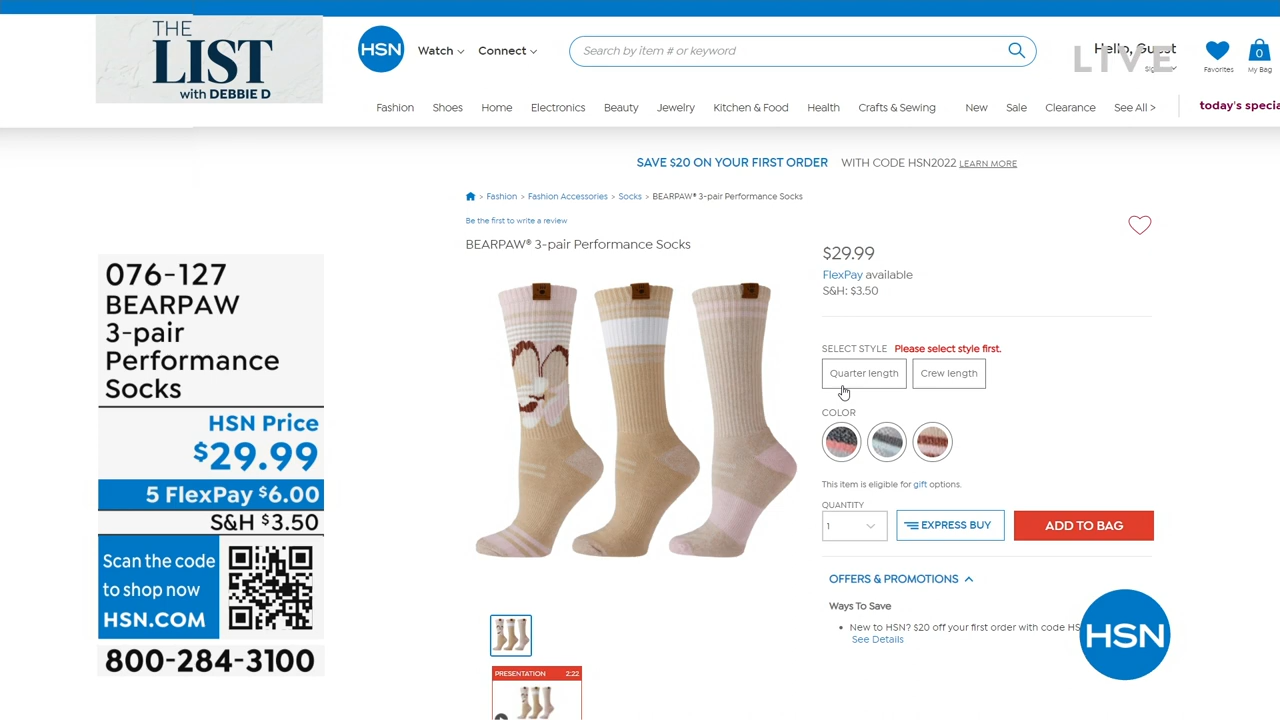 THE
LIST
with DEBBIE D
HSN
Watch
Connect
Search by item # or keyword
Hello, Guest
LIVE
Favorites
0
My Bag
Fashion
Shoes
Home
Electronics
Beauty
Jewelry
Kitchen & Food
Health
Crafts & Sewing
New
Sale
Clearance
See All >
today's specia
SAVE $20 ON YOUR FIRST ORDER WITH CODE HSN2022 LEARN MORE
> Fashion > Fashion Accessories > Socks > BEARPAW® 3-pair Performance Socks
Be the first to write a review
BEARPAW® 3-pair Performance Socks
$29.99
FlexPay available
S&H: $3.50
SELECT STYLE Please select style first.
Quarter length
Crew length
COLOR
This item is eligible for gift options.
QUANTITY
1
EXPRESS BUY
ADD TO BAG
OFFERS & PROMOTIONS
Ways To Save
• New to HSN? $20 off your first order with code HS
See Details
HSN
PRESENTATION 2:22
076-127
BEARPAW
3-pair
Performance
Socks
HSN Price
$29.99
5 FlexPay $6.00
S&H $3.50
Scan the code
to shop now
HSN.COM
800-284-3100